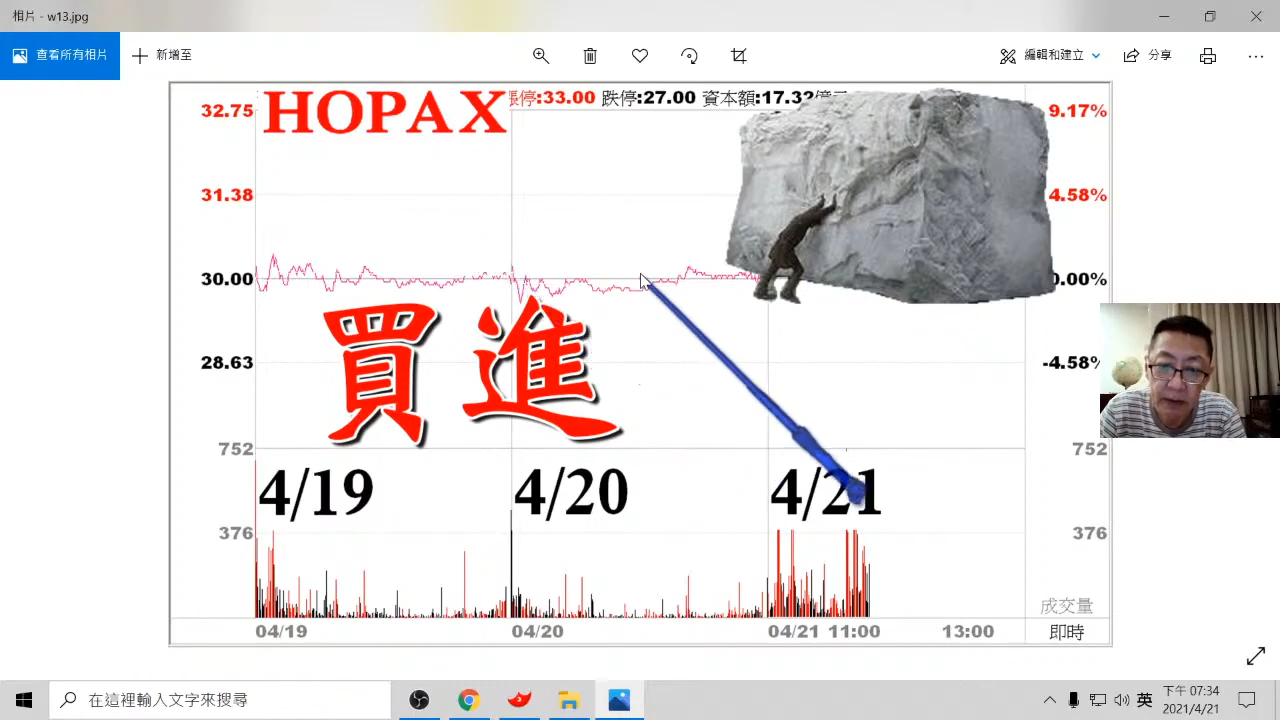 相片 - w13.jpg
查看所有相片
新增至
編輯和建立
分享
HOPAX
漲停:33.00 跌停:27.00 資本額:17.32億
32.75
9.17%
31.38
4.58%
30.00
0.00%
買進
28.63
-4.58%
752
752
4/19 4/20 4/21
376
376
成交量
04/19 04/20 04/21 11:00 13:00 即時
在這裡輸入文字來搜尋
英
下午 07:34
2021/4/21